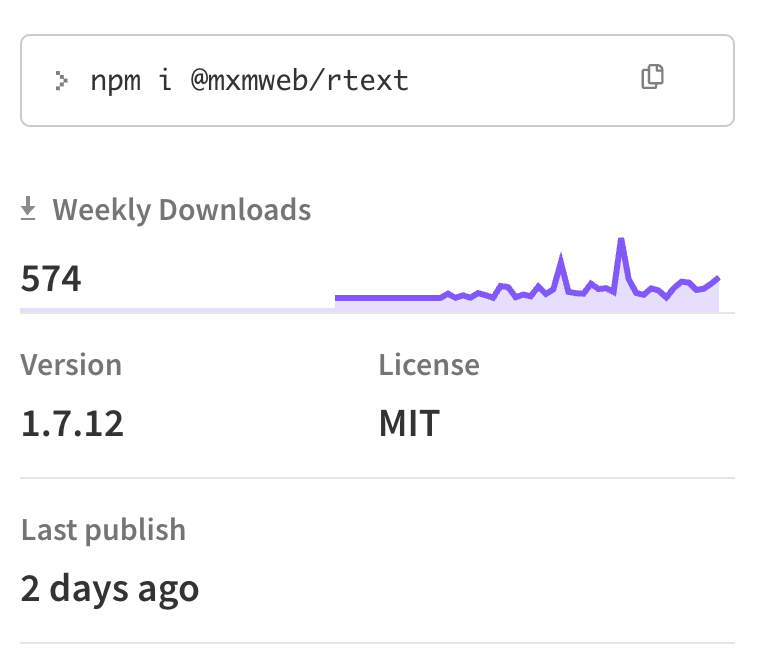 > npm i @mxmweb/rtext
Weekly Downloads
574
Version
License
1.7.12
MIT
Last publish
2 days ago